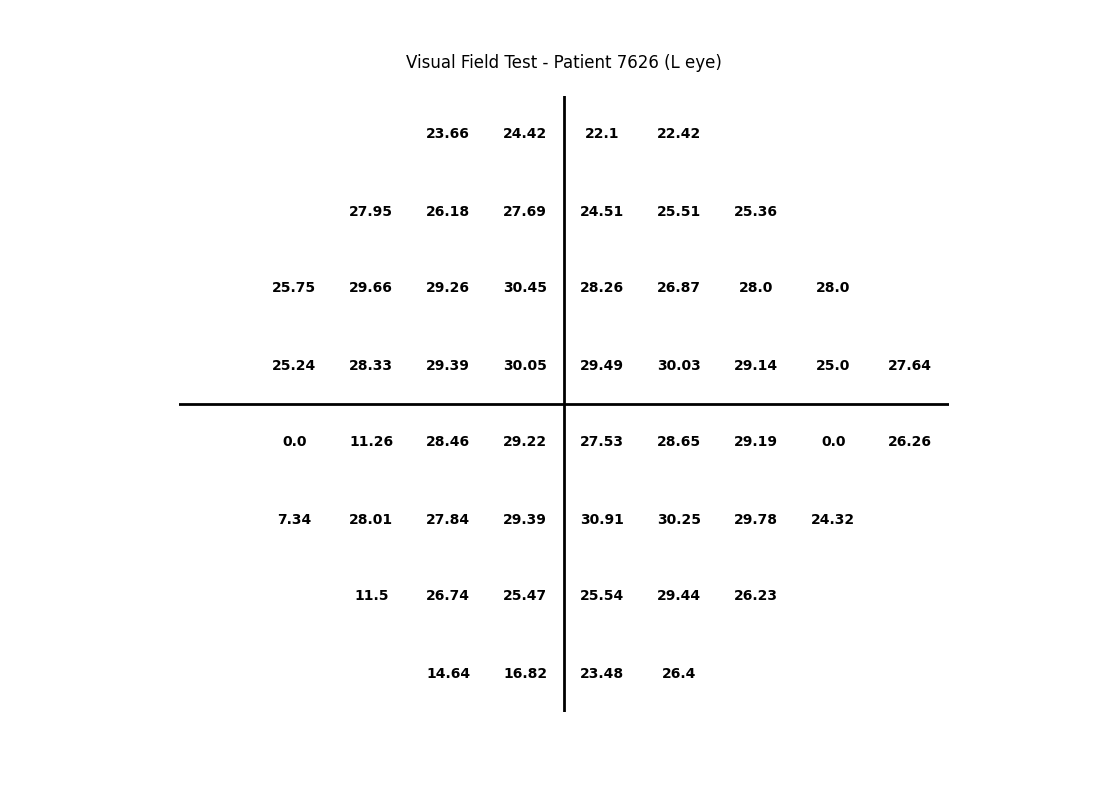 Visual Field Test - Patient 7626 (L eye)
23.66 24.42 22.1 22.42
27.95 26.18 27.69 24.51 25.51 25.36
25.75 29.66 29.26 30.45 28.26 26.87 28.0 28.0
25.24 28.33 29.39 30.05 29.49 30.03 29.14 25.0 27.64
0.0 11.26 28.46 29.22 27.53 28.65 29.19 0.0 26.26
7.34 28.01 27.84 29.39 30.91 30.25 29.78 24.32
11.5 26.74 25.47 25.54 29.44 26.23
14.64 16.82 23.48 26.4